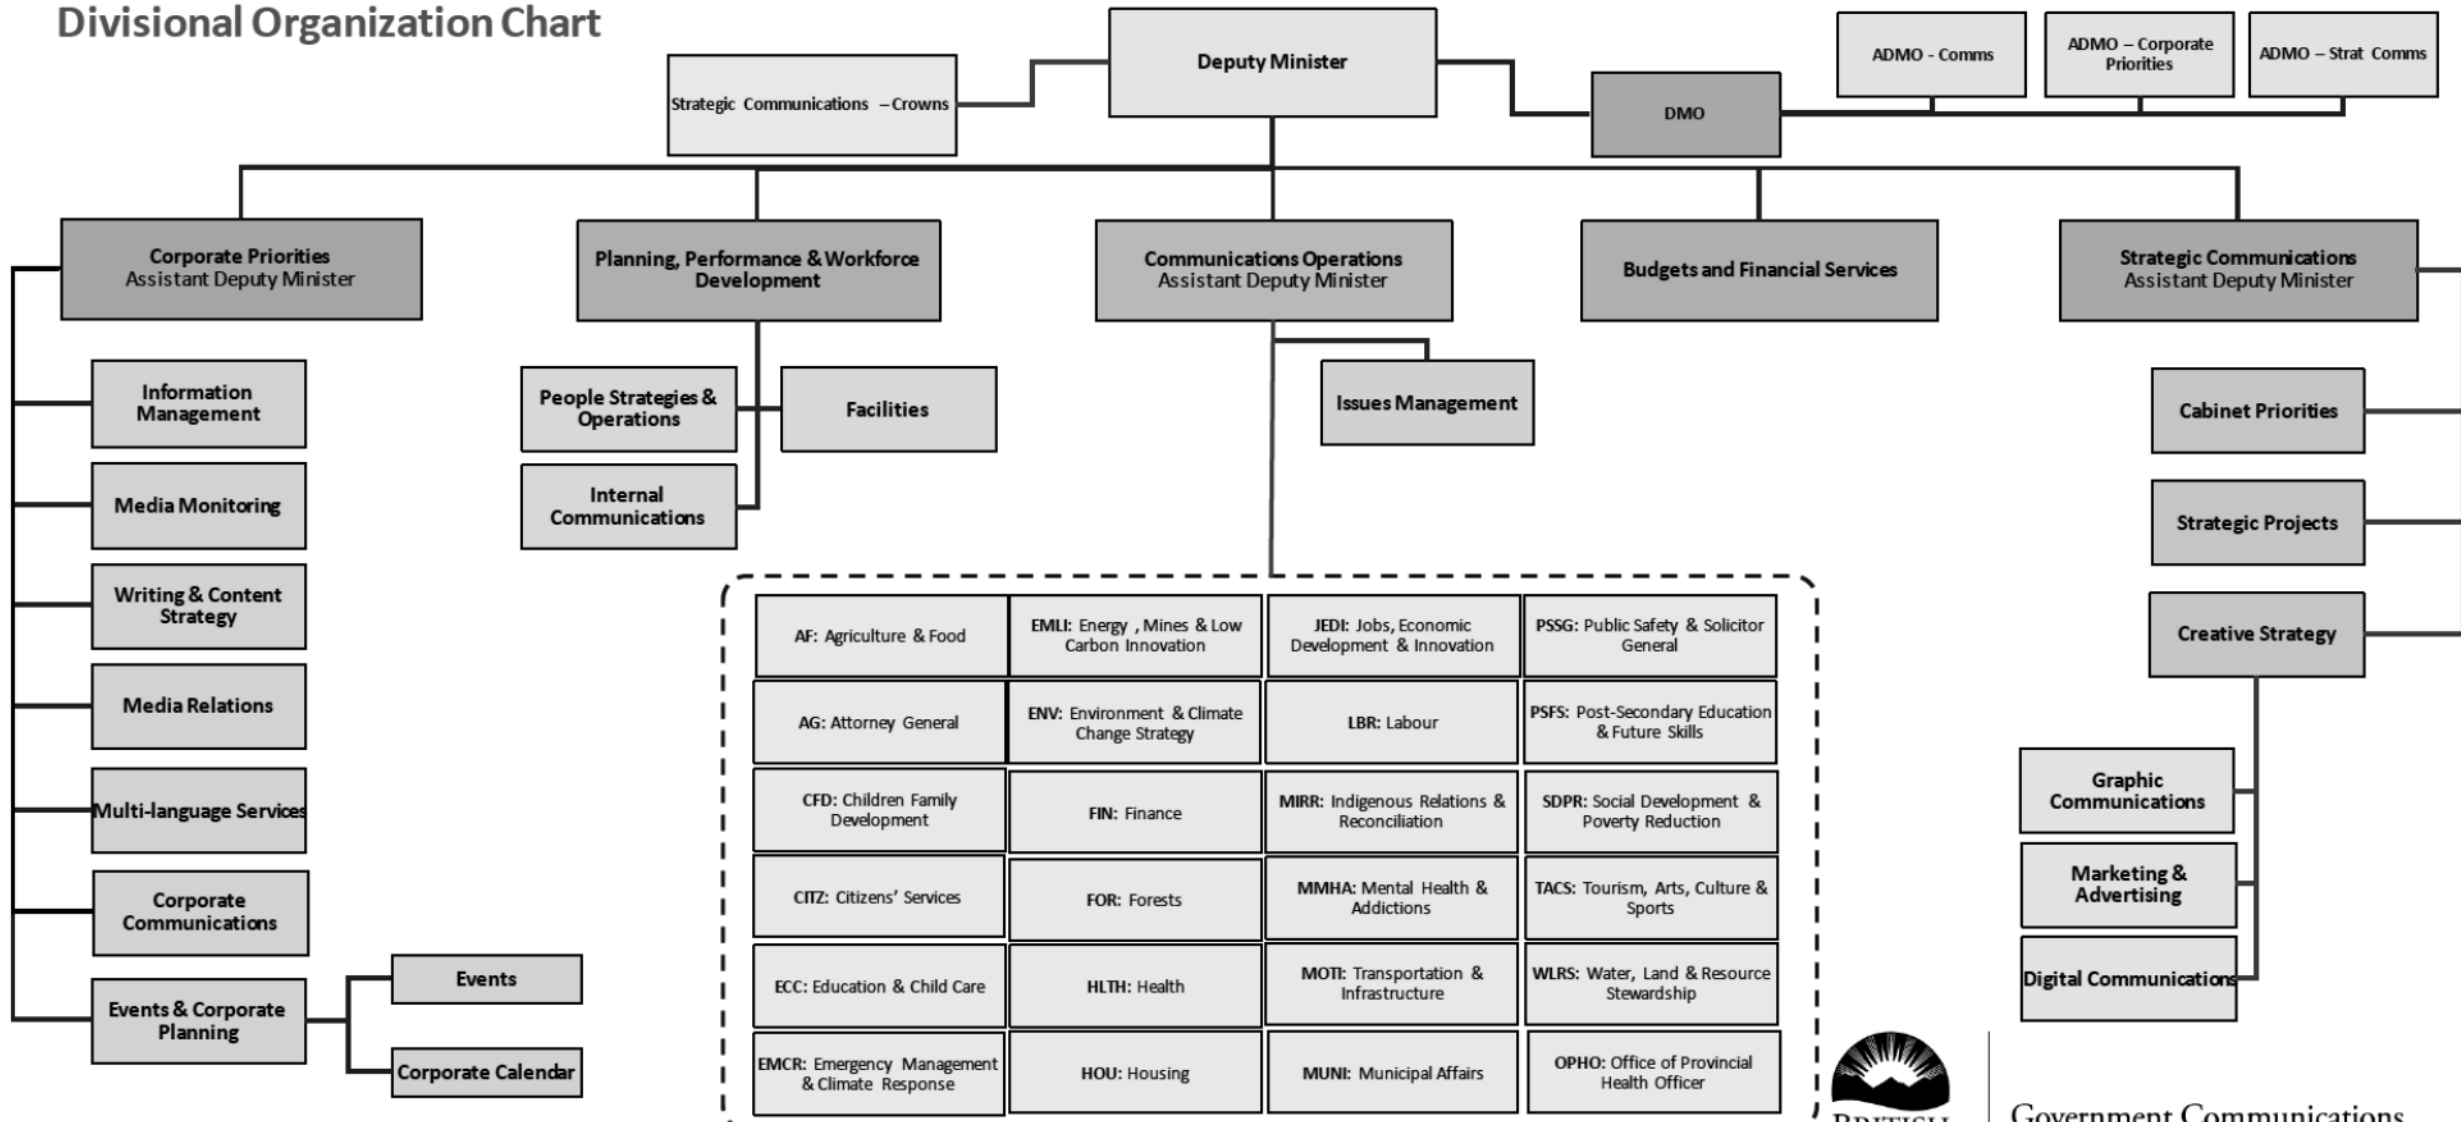 Divisional Organization Chart
Deputy Minister
Strategic Communications – Crowns
DMO
ADMO - Comms
ADMO – Corporate
Priorities
ADMO – Strat Comms
Corporate Priorities
Assistant Deputy Minister
Planning, Performance & Workforce
Development
Communications Operations
Assistant Deputy Minister
Budgets and Financial Services
Strategic Communications
Assistant Deputy Minister
Information
Management
Media Monitoring
Writing & Content
Strategy
Media Relations
Multi-language Services
Corporate
Communications
Events & Corporate
Planning
Events
Corporate Calendar
People Strategies &
Operations
Facilities
Internal
Communications
Issues Management
AF: Agriculture & Food
EMLI: Energy , Mines & Low
Carbon Innovation
JEDI: Jobs, Economic
Development & Innovation
PSSG: Public Safety & Solicitor
General
AG: Attorney General
ENV: Environment & Climate
Change Strategy
LBR: Labour
PSFS: Post-Secondary Education
& Future Skills
CFD: Children Family
Development
FIN: Finance
MIRR: Indigenous Relations &
Reconciliation
SDPR: Social Development &
Poverty Reduction
CITZ: Citizens’ Services
FOR: Forests
MMHA: Mental Health &
Addictions
TACS: Tourism, Arts, Culture &
Sports
ECC: Education & Child Care
HLTH: Health
MOTI: Transportation &
Infrastructure
WLRS: Water, Land & Resource
Stewardship
EMCR: Emergency Management
& Climate Response
HOU: Housing
MUNI: Municipal Affairs
OPHO: Office of Provincial
Health Officer
Cabinet Priorities
Strategic Projects
Creative Strategy
Graphic
Communications
Marketing &
Advertising
Digital Communications
BRITISH
Government Communications